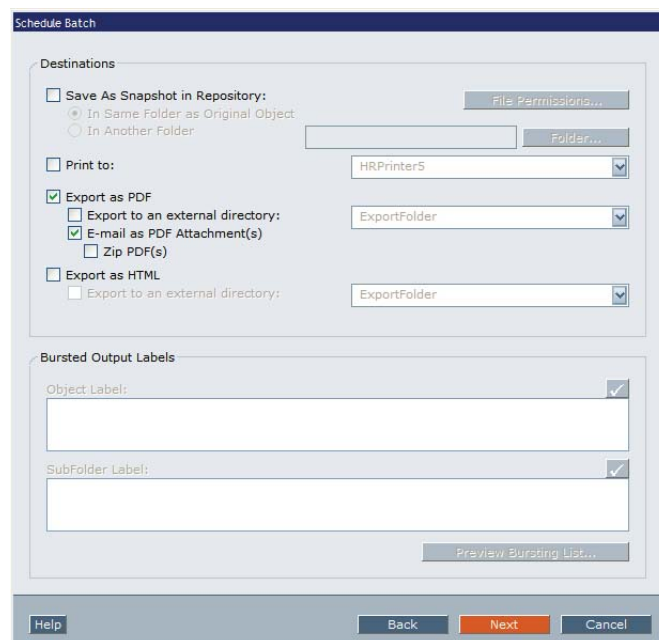 Schedule Batch
Destinations
Save As Snapshot in Repository:
File Permissions...
In Same Folder as Original Object
In Another Folder
Folder...
Print to:
HRPrinter5
Export as PDF
Export to an external directory:
ExportFolder
E-mail as PDF Attachment(s)
Zip PDF(s)
Export as HTML
Export to an external directory:
ExportFolder
Bursted Output Labels
Object Label:
SubFolder Label:
Preview Bursting List...
Help
Back
Next
Cancel